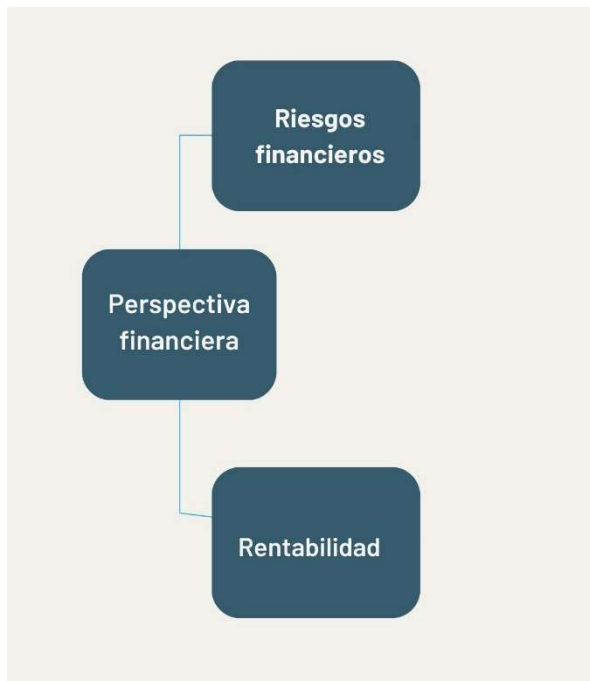 Riesgos
financieros
Perspectiva
financiera
Rentabilidad